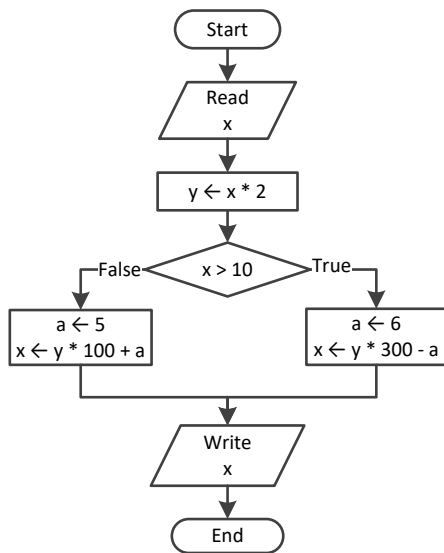 Start
Read
x
y ← x * 2
False
x > 10
True
a ← 5
x ← y * 100 + a
a ← 6
x ← y * 300 - a
Write
x
End